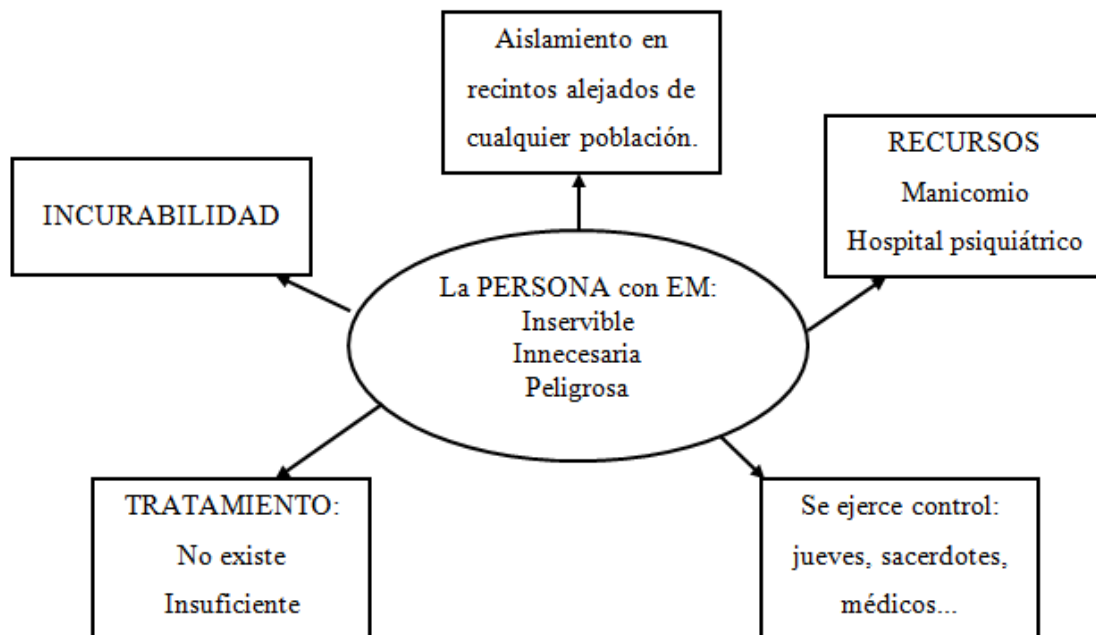 Aislamiento en
recintos alejados de
cualquier población.
RECURSOS
Manicomio
Hospital psiquiátrico
INCURABILIDAD
La PERSONA con EM:
Inservible
Innecesaria
Peligrosa
TRATAMIENTO:
No existe
Insuficiente
Se ejerce control:
jueves, sacerdotes,
médicos...